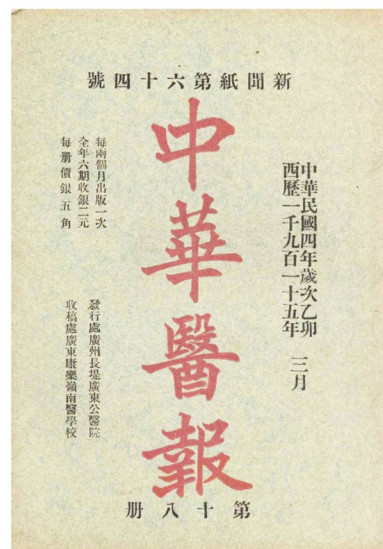 新聞紙第六十四號
中華民國四年歲次乙卯
西歷一千九百一十五年
三月
中華醫報
每兩個月出版一次
全年六期收銀二元
每冊價銀五角
發行處廣州長堤廣東公醫院
收稿處廣東康樂嶺南醫學校
第十八冊